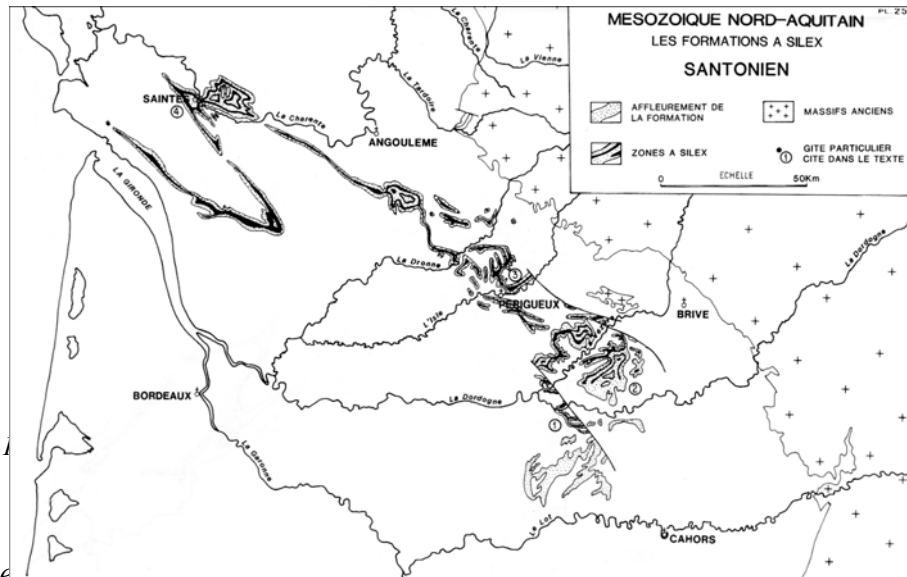 PL. 25
MESOZOIQUE NORD-AQUITAIN
LES FORMATIONS A SILEX
SANTONIEN
AFFLEUREMENT DE
LA FORMATION
MASSIFS ANCIENS
ZONES A SILEX
1
GITE PARTICULIER
CITE DANS LE TEXTE
0
ECHELLE
50Km
La Charente
La Vienne
La Tardoire
SAINTES
4
La Charente
ANGOULEME
LA GIRONDE
La Dronne
3
PERIGUEUX
L'Isle
BRIVE
La Dordogne
2
BORDEAUX
La Dordogne
1
La Garonne
Le Lot
CAHORS